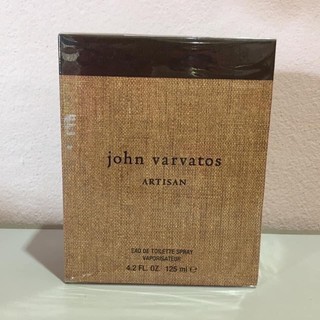 john varvatos
ARTISAN
EAU DE TOILETTE SPRAY
VAPORISATEUR
4.2 FL. OZ. 125 ml ℮